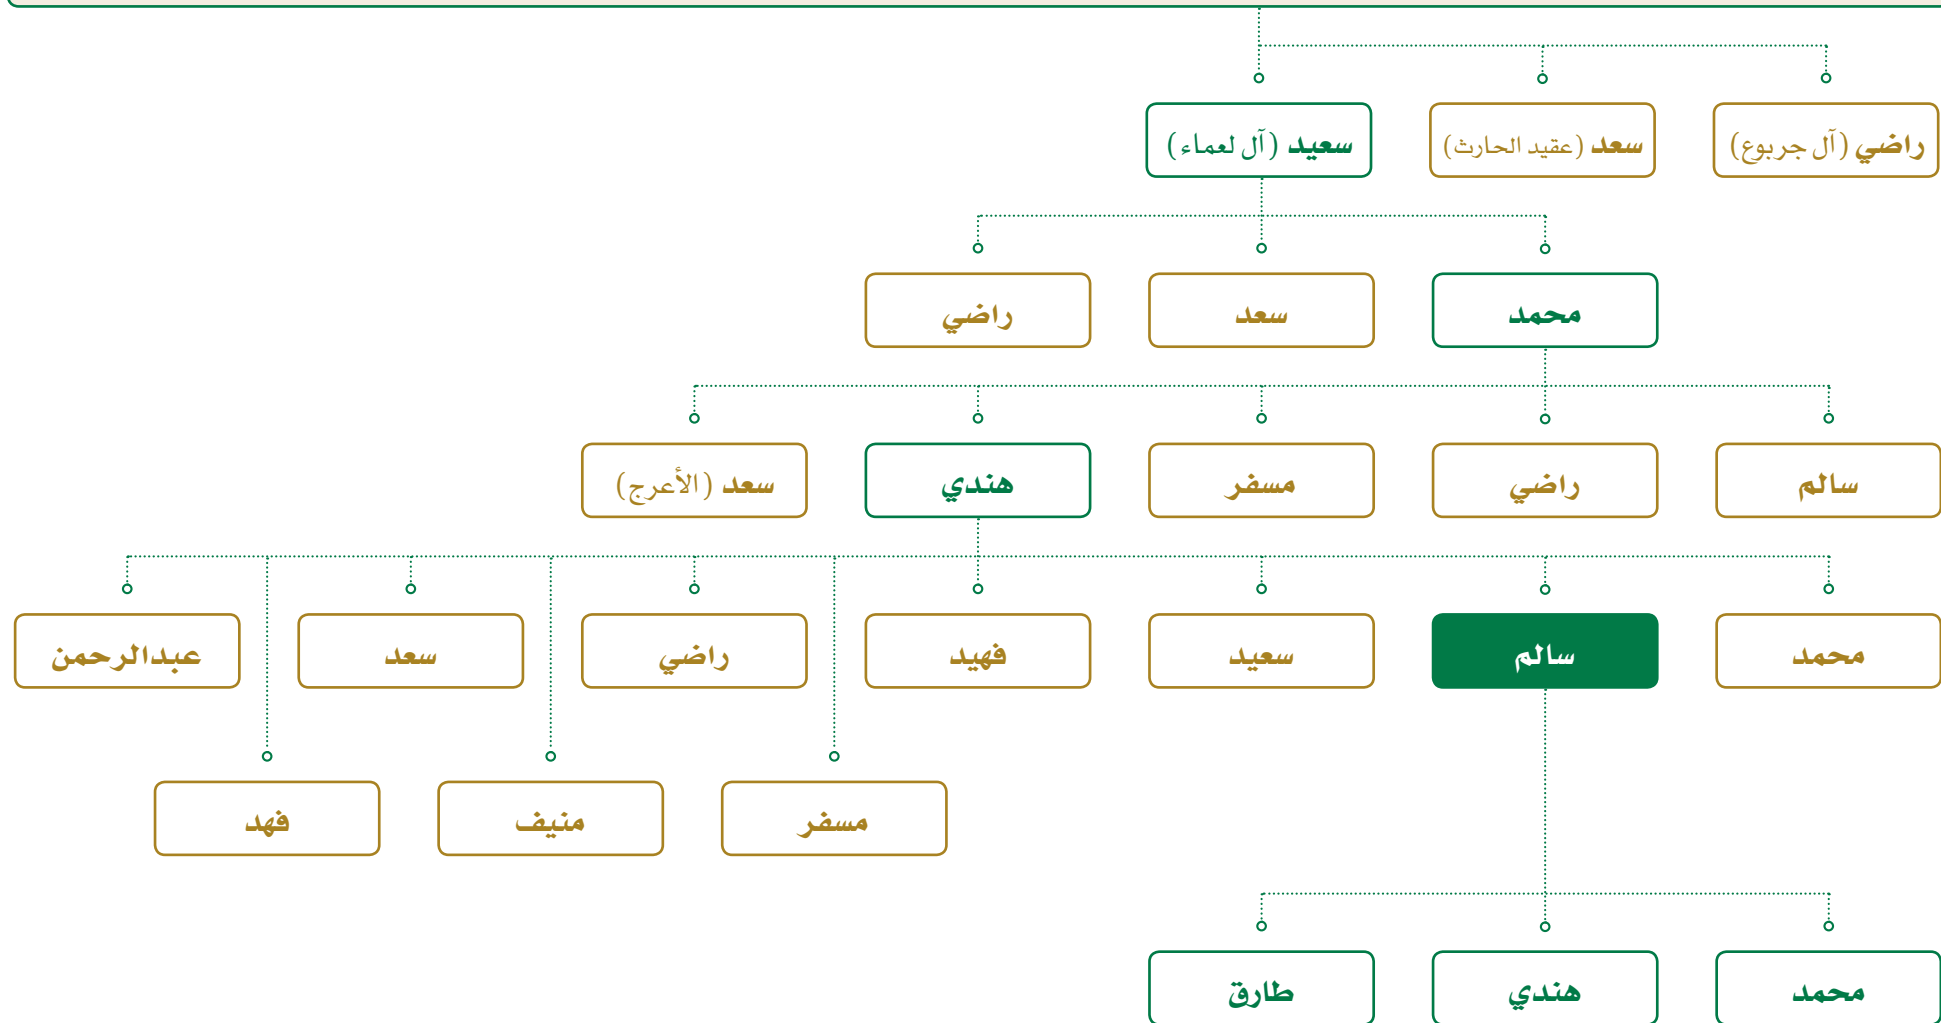 راضي (آل جربوع)
سعد (عقيد الحارث)
سعيد (آل لعماء)
محمد
سعد
راضي
سالم
راضي
مسفر
هندي
سعد (الأعرج)
محمد
سالم
سعيد
فهيد
راضي
سعد
عبدالرحمن
مسفر
منيف
فهد
محمد
هندي
طارق